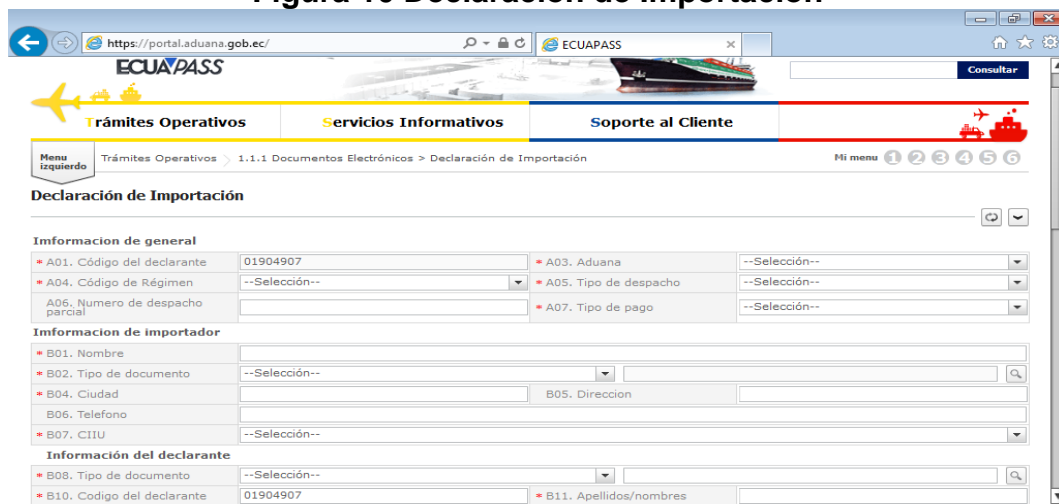 Figura 16 Declaración de Importación
https://portal.aduana.gob.ec/
ECUAPASS
ECUAPASS
Consultar
Trámites Operativos Servicios Informativos Soporte al Cliente
Menu izquierdo
Trámites Operativos > 1.1.1 Documentos Electrónicos > Declaración de Importación
Mi menu 1 2 3 4 5 6
Declaración de Importación
Imformacion de general
* A01. Código del declarante 01904907 * A03. Aduana --Selección--
* A04. Código de Régimen --Selección-- * A05. Tipo de despacho --Selección--
A06. Numero de despacho parcial * A07. Tipo de pago --Selección--
Imformacion de importador
* B01. Nombre
* B02. Tipo de documento --Selección--
* B04. Ciudad B05. Direccion
B06. Telefono
* B07. CIIU --Selección--
Información del declarante
* B08. Tipo de documento --Selección--
* B10. Codigo del declarante 01904907 * B11. Apellidos/nombres